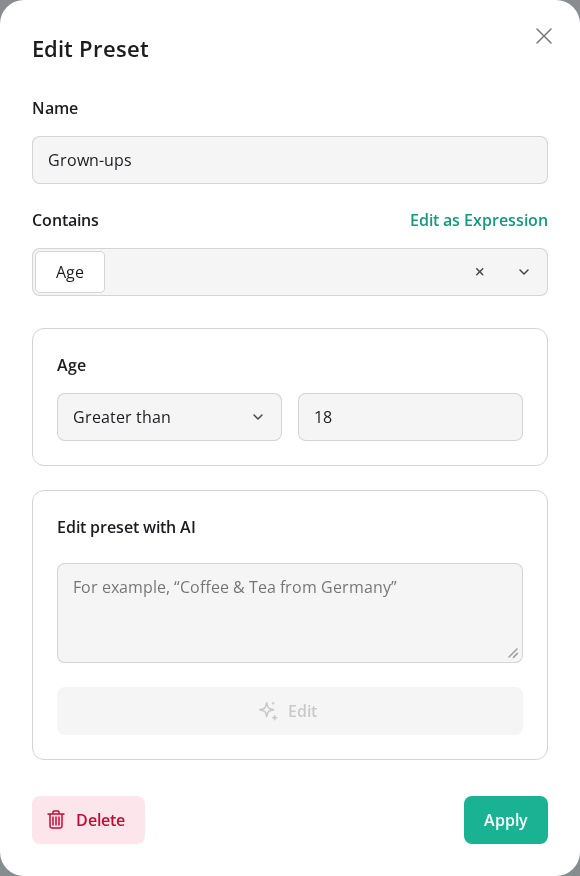 Edit Preset
Name
Grown-ups
Contains
Edit as Expression
Age
Age
Greater than
18
Edit preset with AI
For example, “Coffee & Tea from Germany”
Edit
Delete
Apply